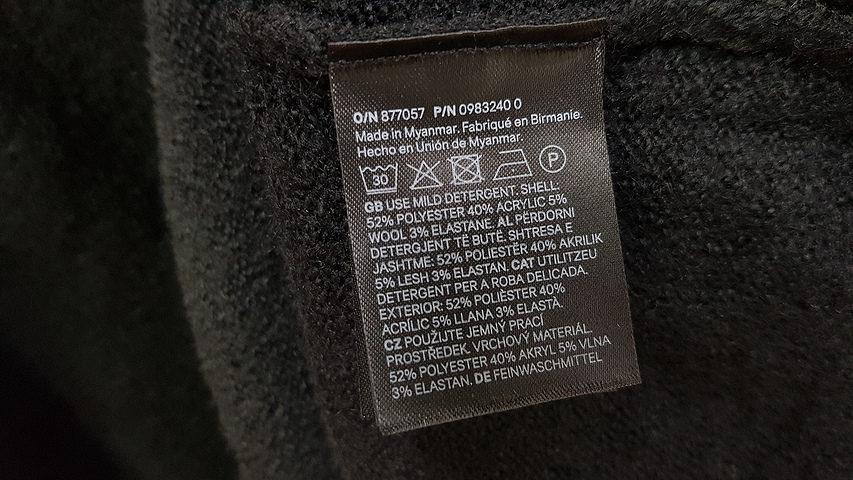 O/N 877057 P/N 0983240 0
Made in Myanmar. Fabriqué en Birmanie.
Hecho en Unión de Myanmar.
30 P
GB USE MILD DETERGENT. SHELL:
52% POLYESTER 40% ACRYLIC 5%
WOOL 3% ELASTANE. AL PËRDORNI
DETERGJENT TË BUTË. SHTRESA E
JASHTME: 52% POLIESTËR 40% AKRILIK
5% LESH 3% ELASTAN. CAT UTILITZEU
DETERGENT PER A ROBA DELICADA.
EXTERIOR: 52% POLIÈSTER 40%
ACRÍLIC 5% LLANA 3% ELASTÀ.
CZ POUŽIJTE JEMNÝ PRACÍ
PROSTŘEDEK. VRCHOVÝ MATERIÁL.
52% POLYESTER 40% AKRYL 5% VLNA
3% ELASTAN. DE FEINWASCHMITTEL